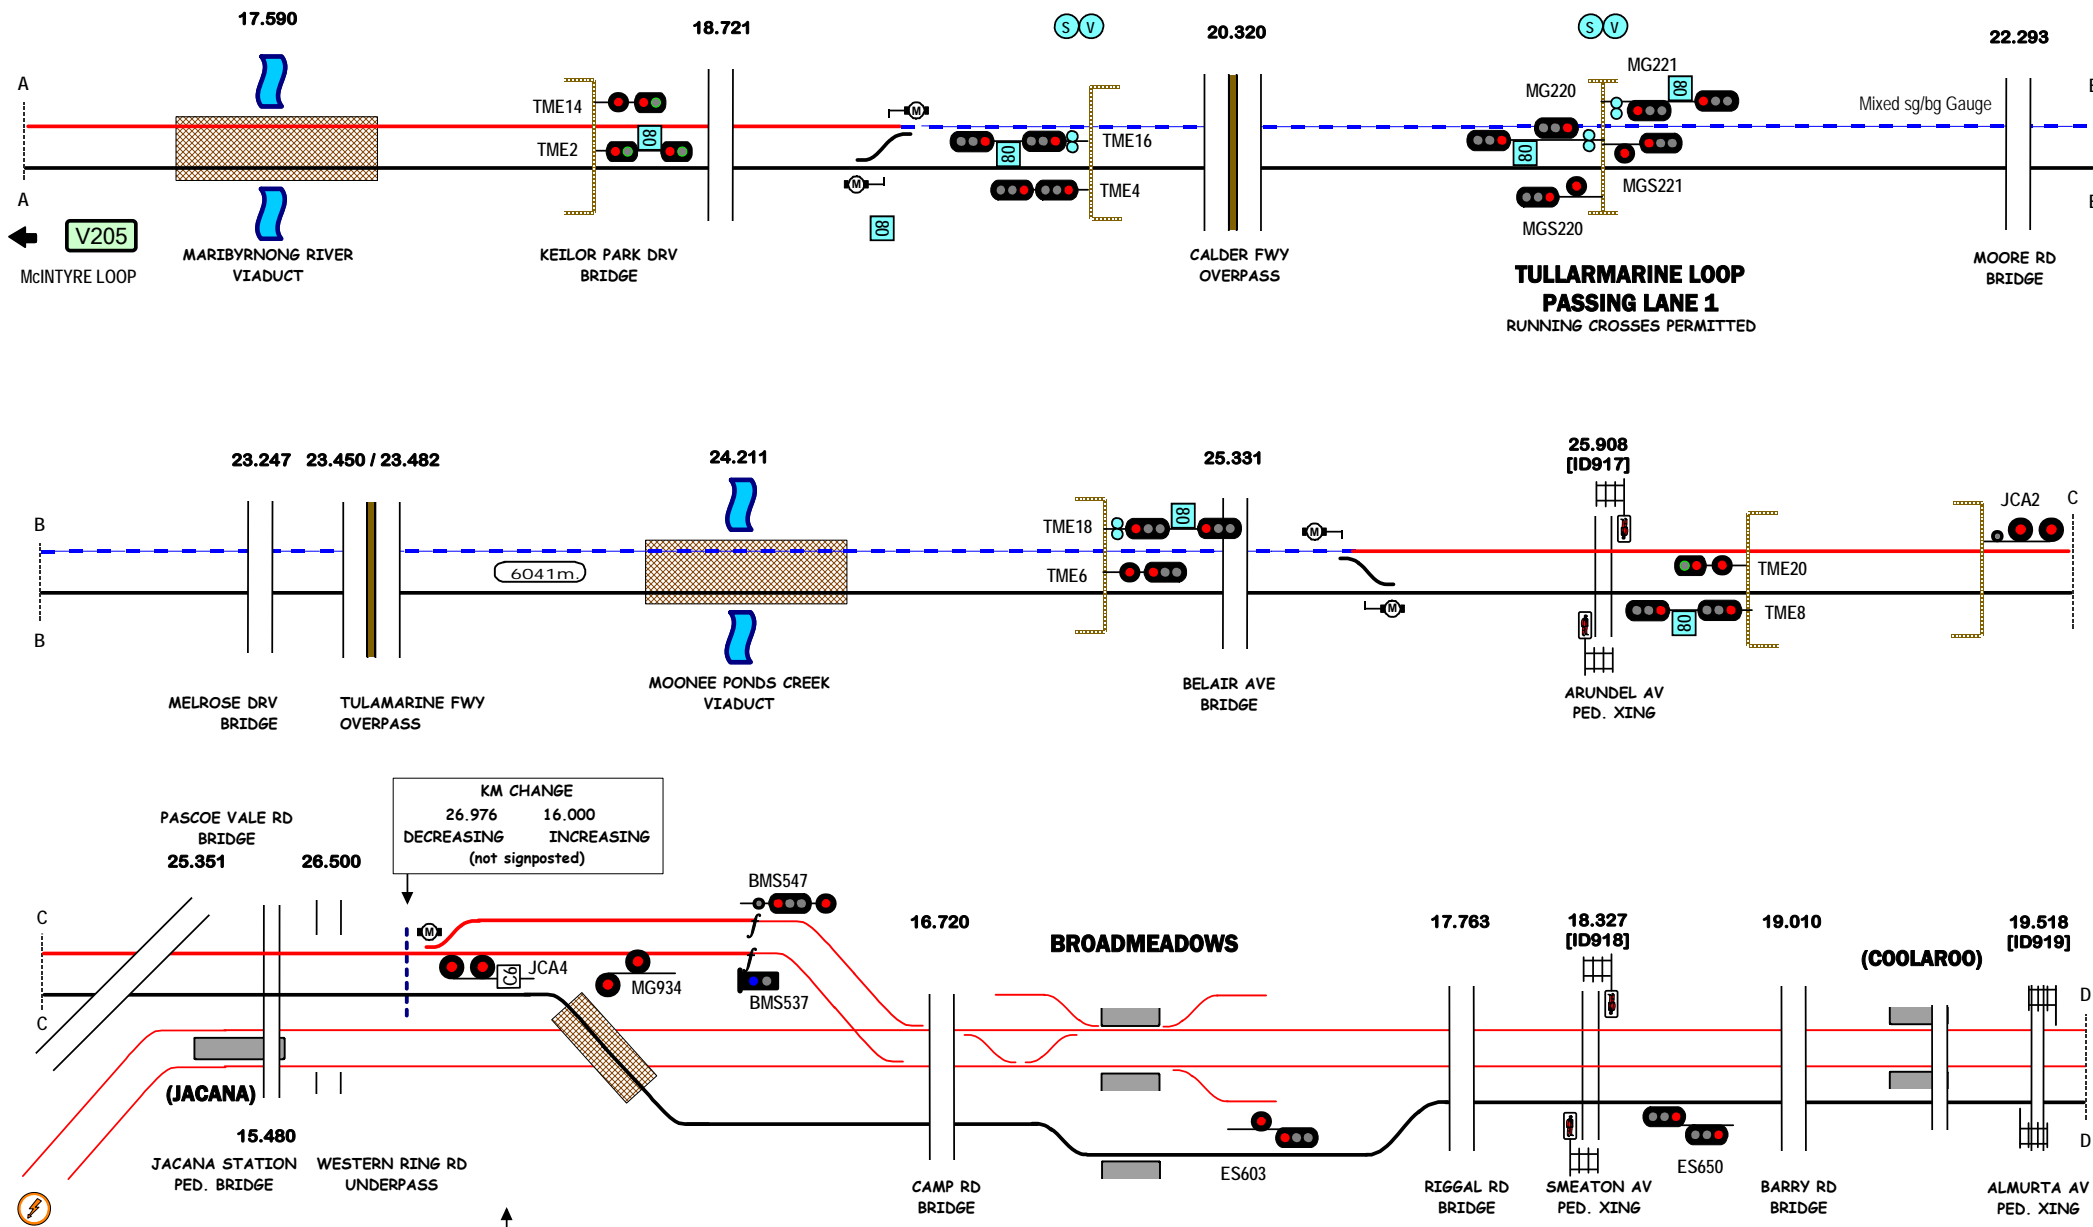 17.590
18.721
S V
20.320
S V
22.293
A
TME14
80
TME2
M
M
80
TME16
TME4
80
MG221
MG220
80
80
MGS221
MGS220
Mixed sg/bg Gauge
A
V205
McINTYRE LOOP
MARIBYRNONG RIVER
VIADUCT
KEILOR PARK DRV
BRIDGE
CALDER FWY
OVERPASS
TULLARMARINE LOOP
PASSING LANE 1
RUNNING CROSSES PERMITTED
MOORE RD
BRIDGE
23.247
23.450 / 23.482
24.211
25.331
25.908
[ID917]
B
6041m.
TME18
80
TME6
M
M
TME20
80
TME8
JCA2
C
B
C
MELROSE DRV
BRIDGE
TULAMARINE FWY
OVERPASS
MOONEE PONDS CREEK
VIADUCT
BELAIR AVE
BRIDGE
ARUNDEL AV
PED. XING
KM CHANGE
26.976 16.000
DECREASING INCREASING
(not signposted)
PASCOE VALE RD
BRIDGE
25.351
26.500
C
C
M
C6
JCA4
MG934
BMS547
BMS537
16.720
BROADMEADOWS
17.763
18.327
[ID918]
19.010
(COOLAROO)
19.518
[ID919]
D
D
(JACANA)
15.480
JACANA STATION
PED. BRIDGE
WESTERN RING RD
UNDERPASS
CAMP RD
BRIDGE
ES603
RIGGAL RD
BRIDGE
SMEATON AV
PED. XING
ES650
BARRY RD
BRIDGE
ALMURTA AV
PED. XING